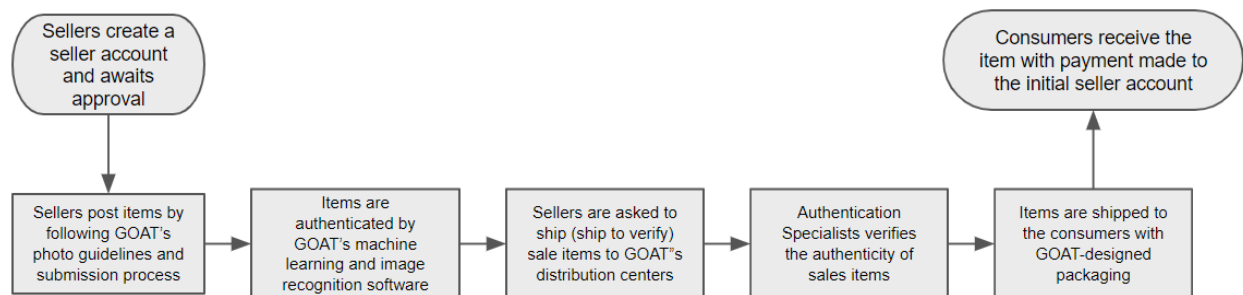 Sellers create a
seller account
and awaits
approval
Sellers post items by
following GOAT's
photo guidelines and
submission process
Items are
authenticated by
GOAT's machine
learning and image
recognition software
Sellers are asked to
ship (ship to verify)
sale items to GOAT"s
distribution centers
Authentication
Specialists verifies
the authenticity of
sales items
Items are shipped to
the consumers with
GOAT-designed
packaging
Consumers receive the
item with payment made to
the initial seller account